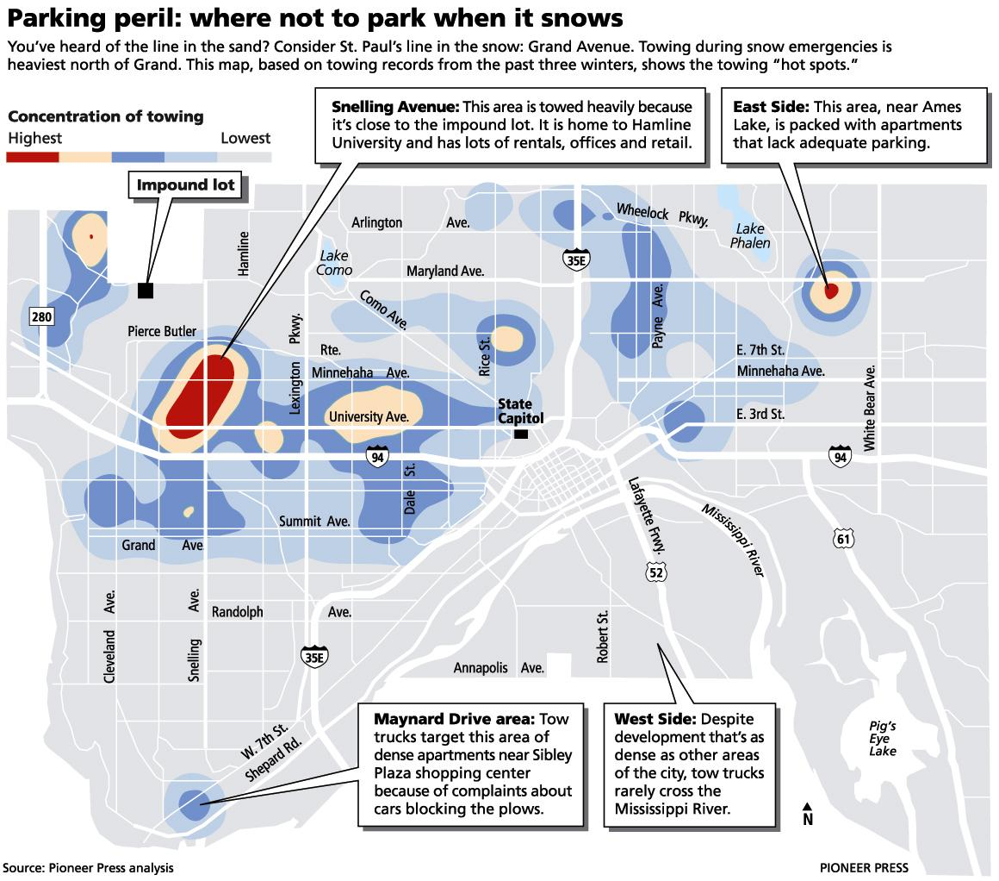 Parking peril: where not to park when it snows
You've heard of the line in the sand? Consider St. Paul's line in the snow: Grand Avenue. Towing during snow emergencies is
heaviest north of Grand. This map, based on towing records from the past three winters, shows the towing "hot spots."
Concentration of towing
Highest
Lowest
Impound lot
Snelling Avenue: This area is towed heavily because
it's close to the impound lot. It is home to Hamline
University and has lots of rentals, offices and retail.
East Side: This area, near Ames
Lake, is packed with apartments
that lack adequate parking.
Arlington Ave.
Wheelock Pkwy.
Hamline
Lake
Como
Lake
Phalen
35E
Maryland Ave.
Como Ave.
280
Pierce Butler
Rte.
Lexington Pkwy.
Rice St.
Payne Ave.
E. 7th St.
Minnehaha Ave.
Minnehaha Ave.
White Bear Ave.
State
Capitol
University Ave.
E. 3rd St.
94
94
Dale St.
Lafayette Frwy.
Mississippi River
Summit Ave.
Grand Ave
61
52
Cleveland Ave.
Snelling Ave.
Randolph Ave.
Robert St.
35E
Annapolis Ave.
W. 7th St.
Shepard Rd.
Maynard Drive area: Tow
trucks target this area of
dense apartments near Sibley
Plaza shopping center
because of complaints about
cars blocking the plows.
West Side: Despite
development that's as
dense as other areas
of the city, tow trucks
rarely cross the
Mississippi River.
Pig's
Eye
Lake
N
Source: Pioneer Press analysis
PIONEER PRESS